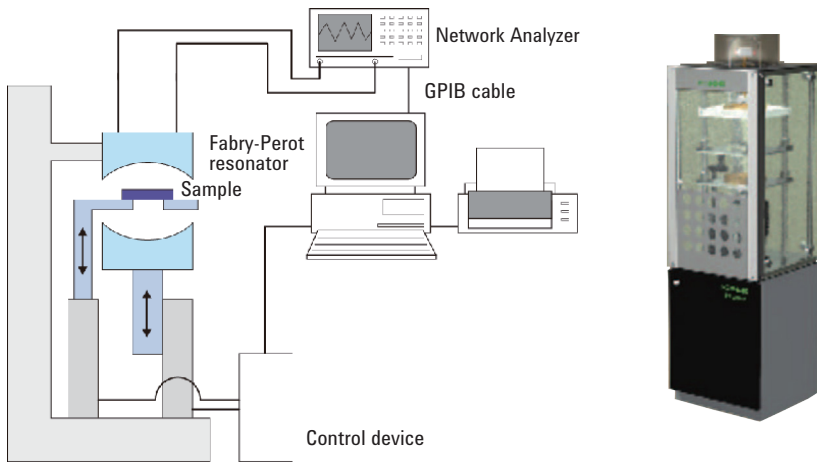 Network Analyzer
GPIB cable
Fabry-Perot
resonator
Sample
Control device